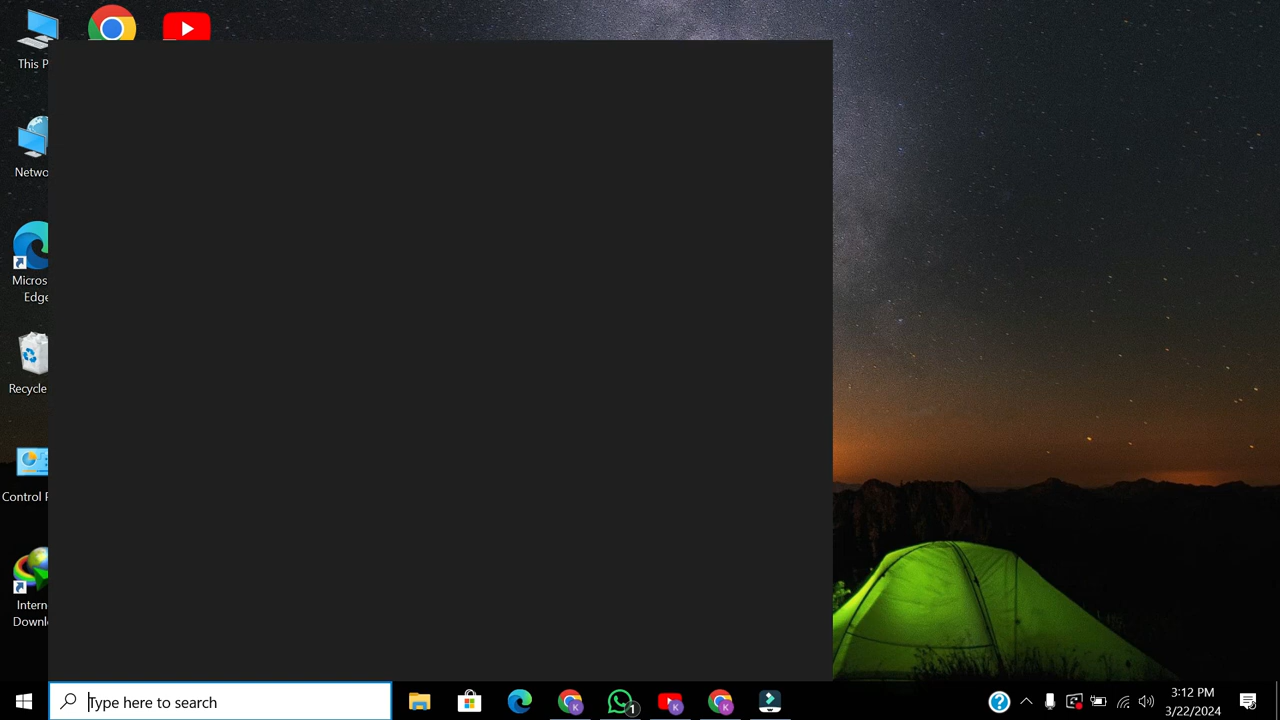 This P
Netwo
Micros
Edge
Recycle
Control P
Intern
Downl
Type here to search
1
K
K
K
3:12 PM
3/22/2024